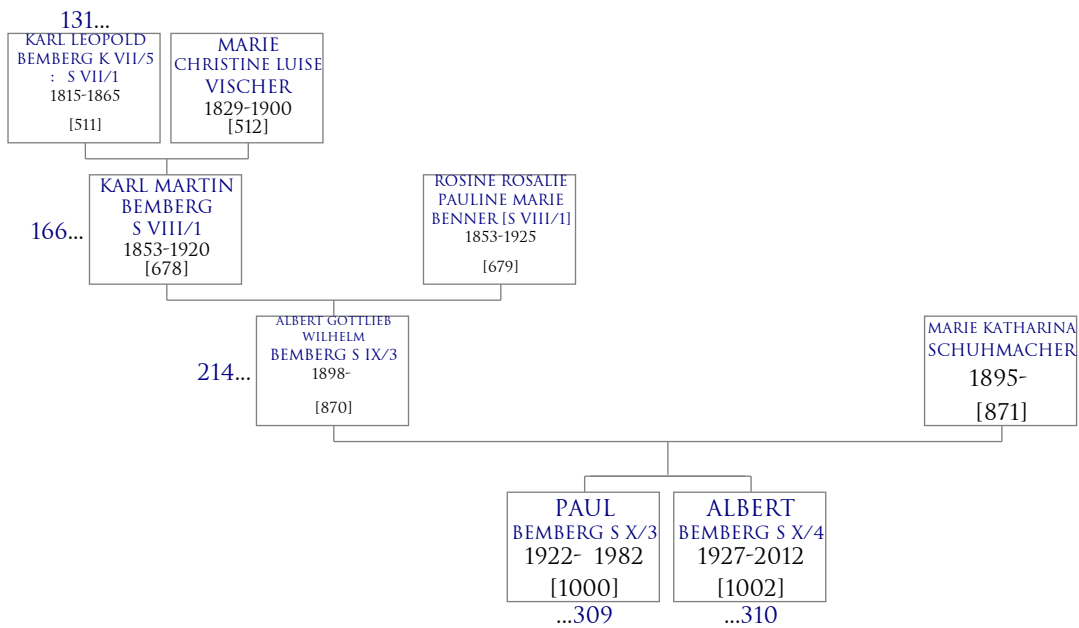 131...
KARL LEOPOLD
BEMBERG K VII/5
: S VII/1
1815-1865
[511]
MARIE
CHRISTINE LUISE
VISCHER
1829-1900
[512]
166...
KARL MARTIN
BEMBERG
S VIII/1
1853-1920
[678]
ROSINE ROSALIE
PAULINE MARIE
BENNER [S VIII/1]
1853-1925
[679]
214...
ALBERT GOTTLIEB
WILHELM
BEMBERG S IX/3
1898-
[870]
MARIE KATHARINA
SCHUHMACHER
1895-
[871]
PAUL
BEMBERG S X/3
1922- 1982
[1000]
...309
ALBERT
BEMBERG S X/4
1927-2012
[1002]
...310